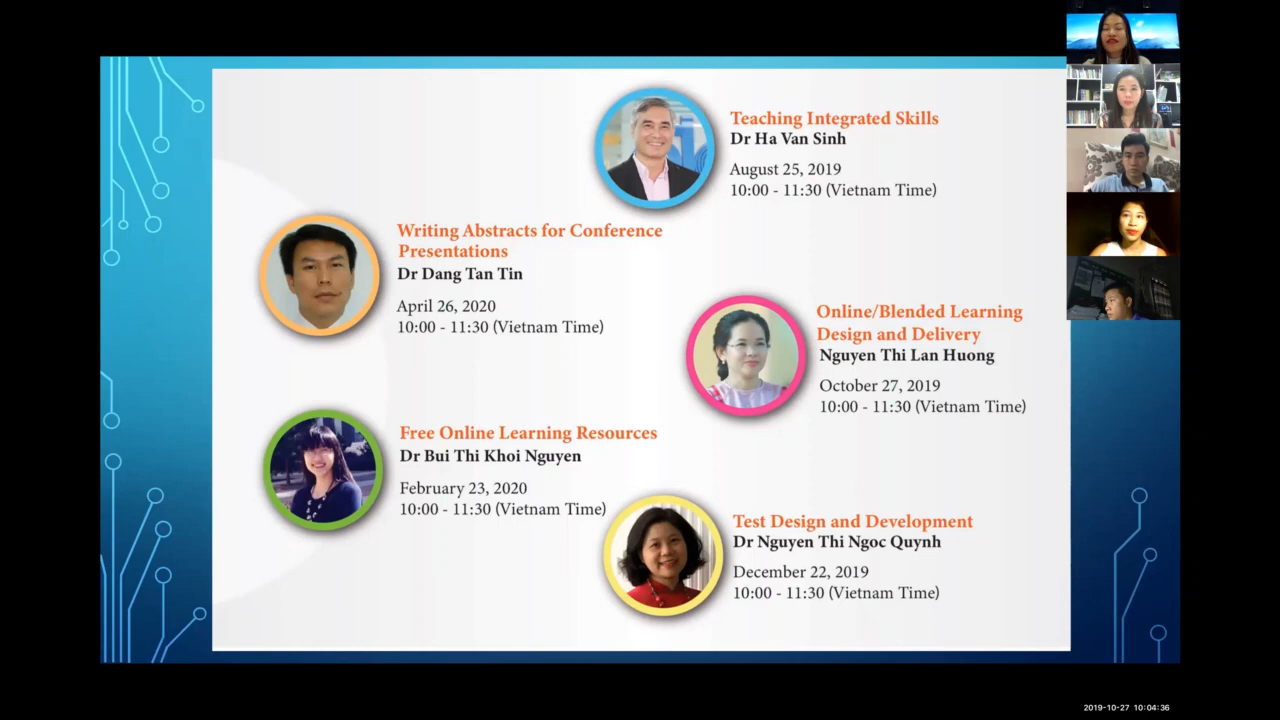 Teaching Integrated Skills
Dr Ha Van Sinh
August 25, 2019
10:00 - 11:30 (Vietnam Time)
Writing Abstracts for Conference
Presentations
Dr Dang Tan Tin
April 26, 2020
10:00 - 11:30 (Vietnam Time)
Online/Blended Learning
Design and Delivery
Nguyen Thi Lan Huong
October 27, 2019
10:00 - 11:30 (Vietnam Time)
Free Online Learning Resources
Dr Bui Thi Khoi Nguyen
February 23, 2020
10:00 - 11:30 (Vietnam Time)
Test Design and Development
Dr Nguyen Thi Ngoc Quynh
December 22, 2019
10:00 - 11:30 (Vietnam Time)
2019-10-27 10:04:36